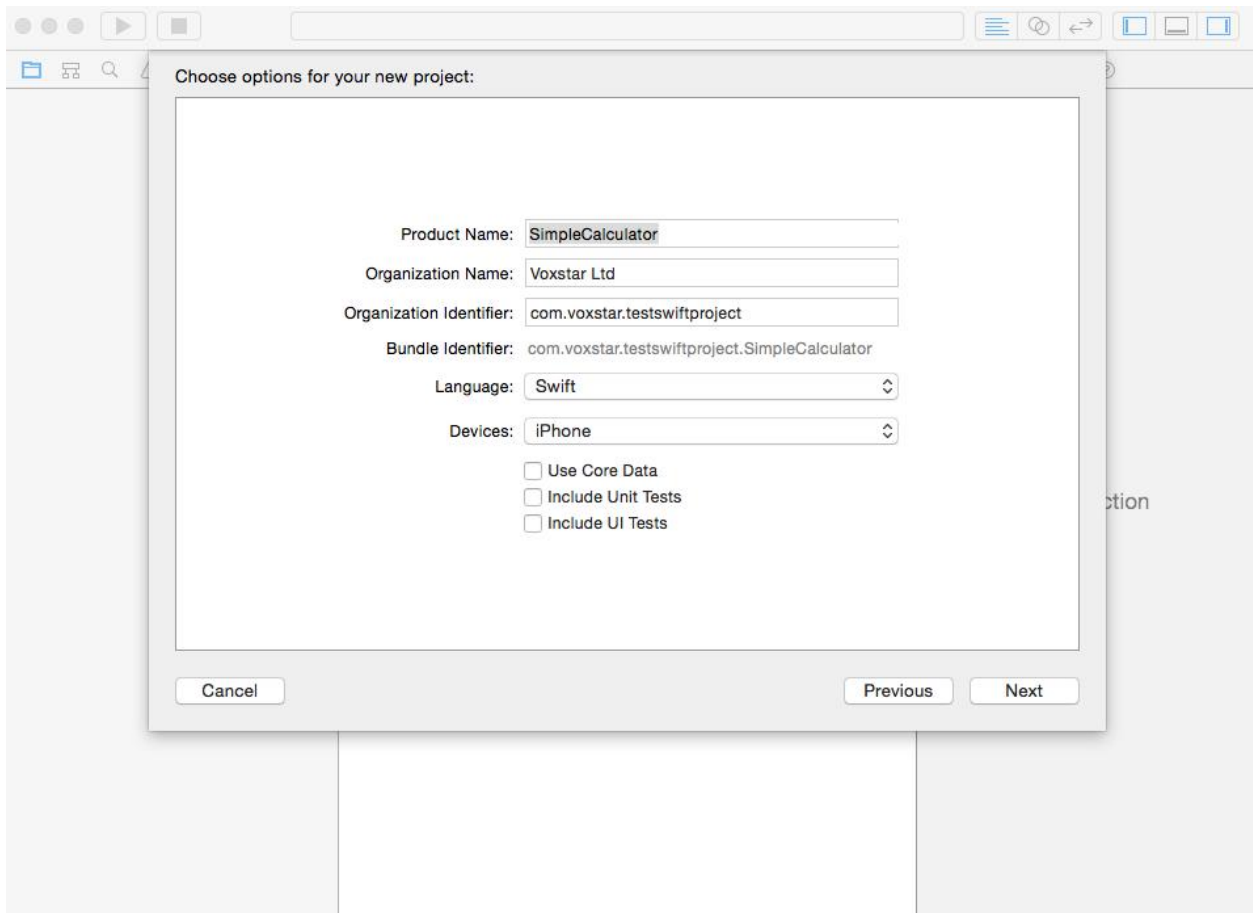 Choose options for your new project:
Product Name: SimpleCalculator
Organization Name: Voxstar Ltd
Organization Identifier: com.voxstar.testswiftproject
Bundle Identifier: com.voxstar.testswiftproject.SimpleCalculator
Language: Swift
Devices: iPhone
Use Core Data
Include Unit Tests
Include UI Tests
ction
Cancel Previous Next